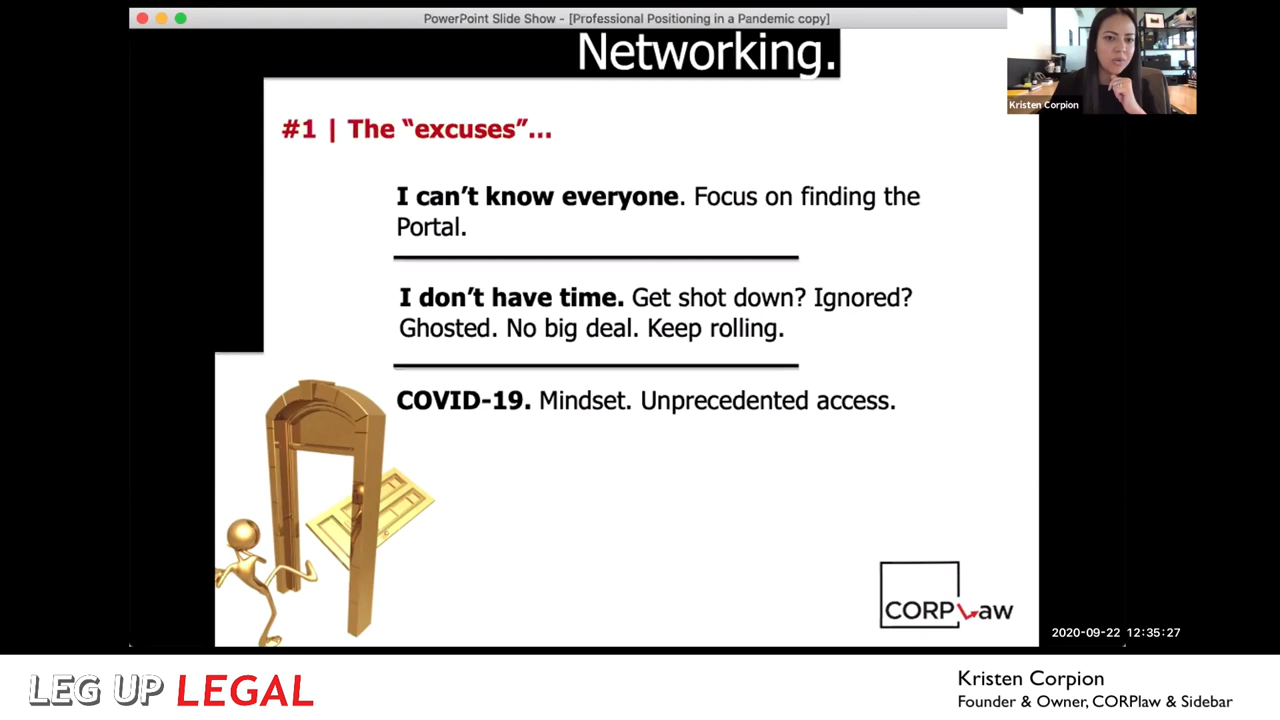 PowerPoint Slide Show - [Professional Positioning in a Pandemic copy]
Networking.
Kristen Corpion
#1 | The “excuses”...
I can’t know everyone. Focus on finding the
Portal.
I don’t have time. Get shot down? Ignored?
Ghosted. No big deal. Keep rolling.
COVID-19. Mindset. Unprecedented access.
CORPLaw
2020-09-22 12:35:27
LEG UP LEGAL
Kristen Corpion
Founder & Owner, CORPlaw & Sidebar